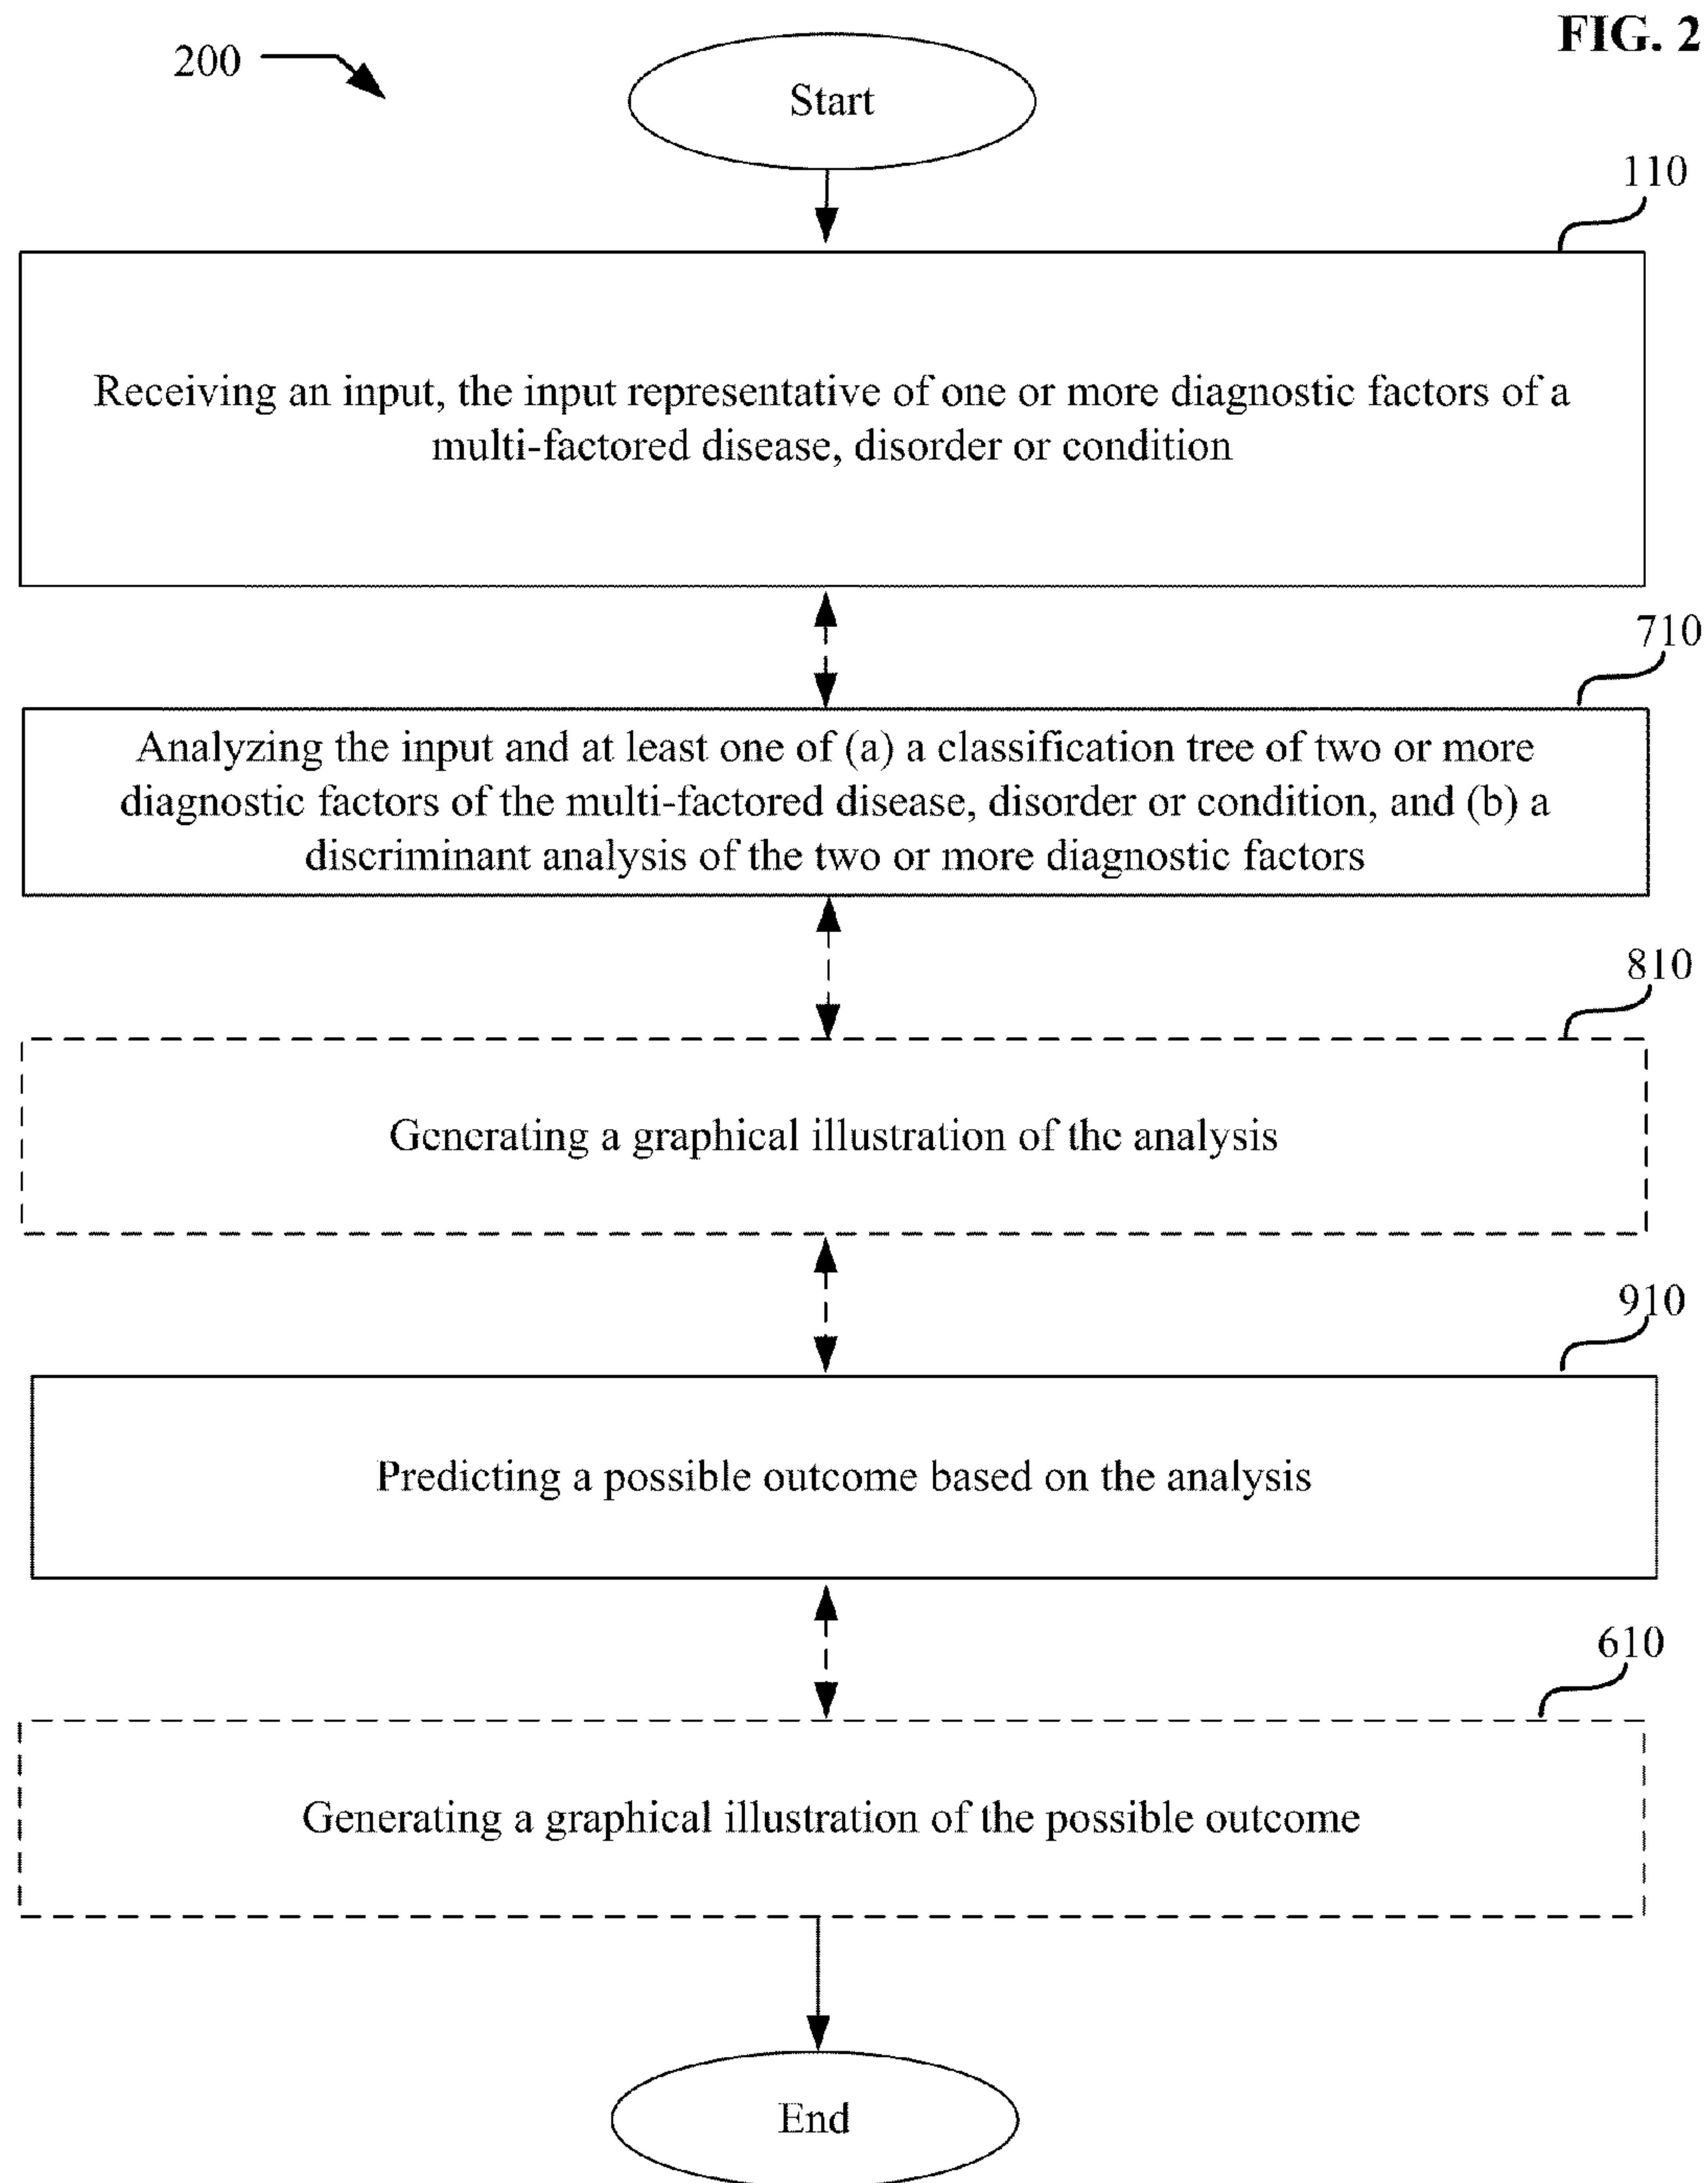 FIG. 2
200
Start
110
Receiving an input, the input representative of one or more diagnostic factors of a
multi-factored disease, disorder or condition
710
Analyzing the input and at least one of (a) a classification tree of two or more
diagnostic factors of the multi-factored disease, disorder or condition, and (b) a
discriminant analysis of the two or more diagnostic factors
810
Generating a graphical illustration of the analysis
910
Predicting a possible outcome based on the analysis
610
Generating a graphical illustration of the possible outcome
End